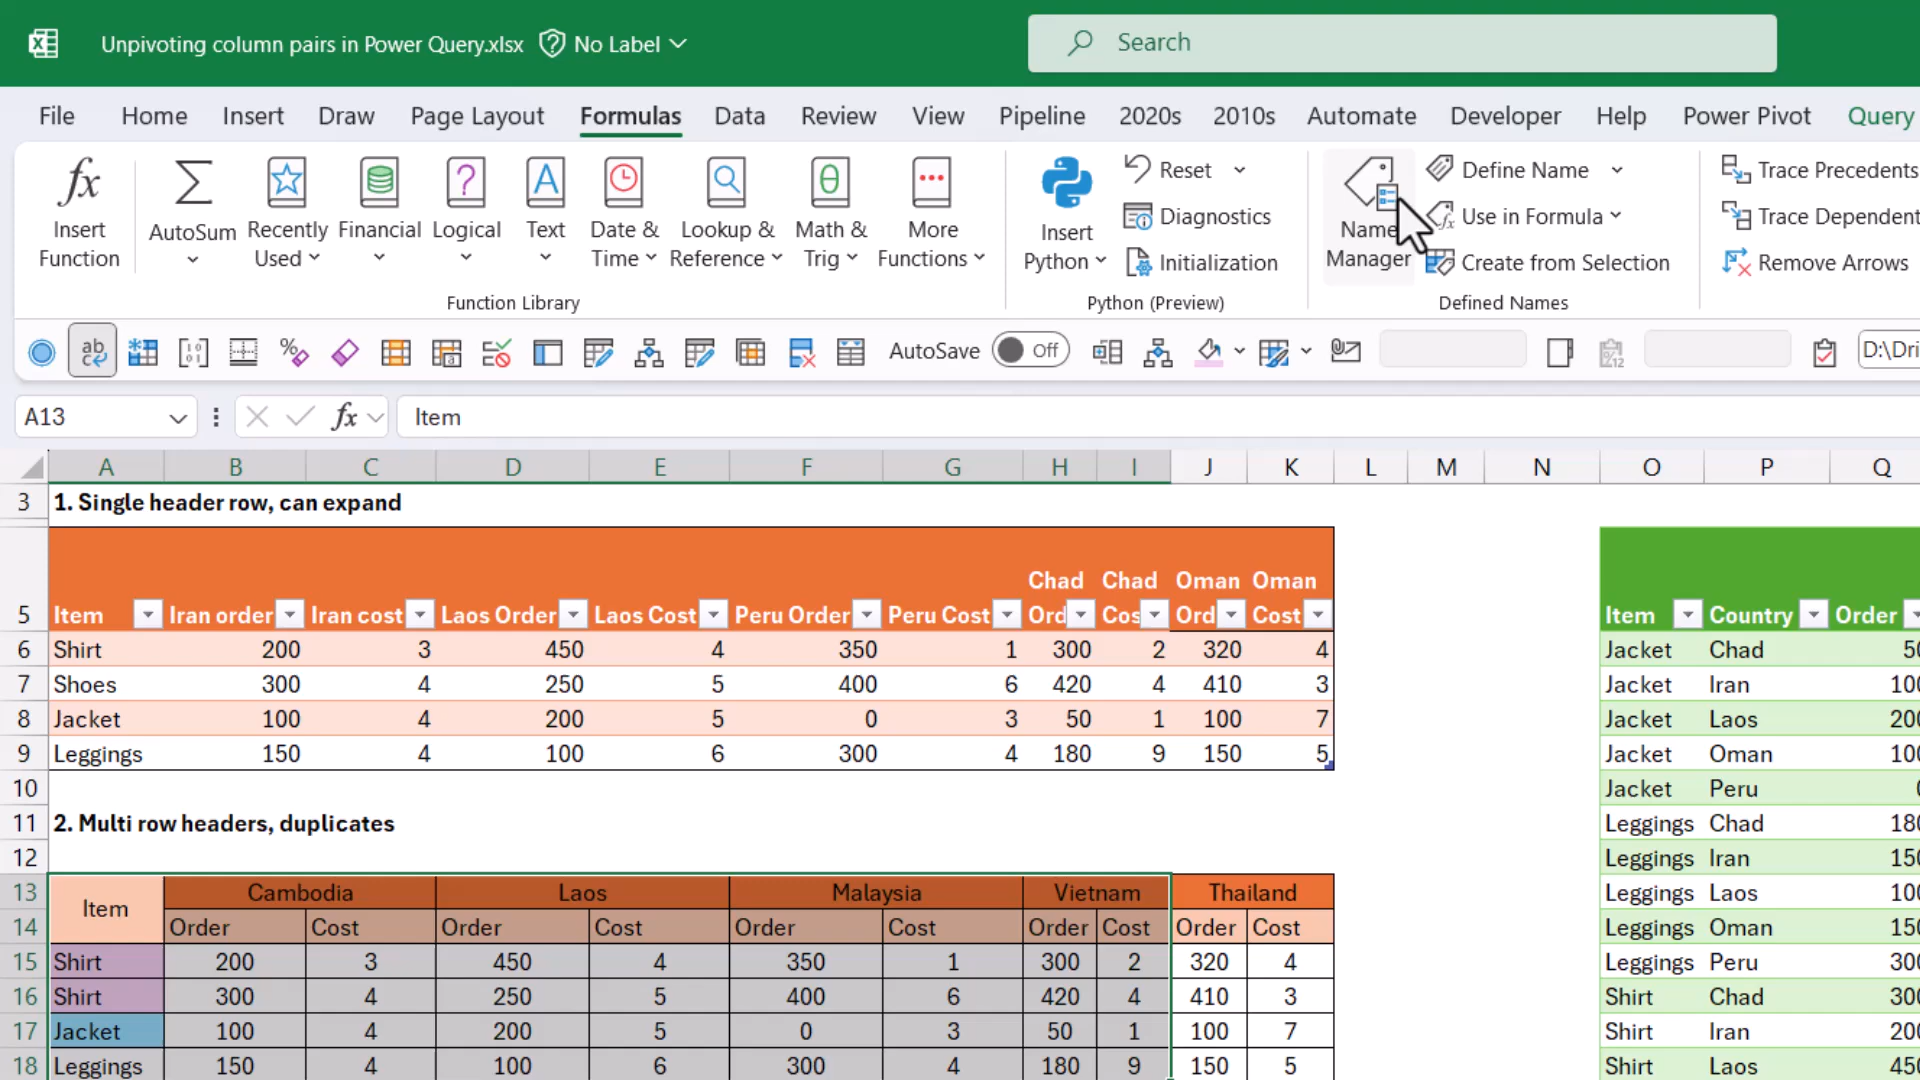 Unpivoting column pairs in Power Query.xlsx No Label Search
File Home Insert Draw Page Layout Formulas Data Review View Pipeline 2020s 2010s Automate Developer Help Power Pivot Query
Insert Function
AutoSum
Recently Used
Financial
Logical
Text
Date & Time
Lookup & Reference
Math & Trig
More Functions
Function Library
Insert Python
Reset
Diagnostics
Initialization
Python (Preview)
Name Manager
Define Name
Use in Formula
Create from Selection
Defined Names
Trace Precedents
Trace Dependent
Remove Arrows
AutoSave Off D:\Dri
A13 fx Item
A B C D E F G H I J K L M N O P Q
3 1. Single header row, can expand
Chad Chad Oman Oman
5 Item Iran order Iran cost Laos Order Laos Cost Peru Order Peru Cost Ord Cos Ord Cost Item Country Order
6 Shirt 200 3 450 4 350 1 300 2 320 4 Jacket Chad 50
7 Shoes 300 4 250 5 400 6 420 4 410 3 Jacket Iran 100
8 Jacket 100 4 200 5 0 3 50 1 100 7 Jacket Laos 200
9 Leggings 150 4 100 6 300 4 180 9 150 5 Jacket Oman 100
10 Jacket Peru 0
11 2. Multi row headers, duplicates Leggings Chad 180
12 Leggings Iran 150
13 Item Cambodia Laos Malaysia Vietnam Thailand Leggings Laos 100
14 Order Cost Order Cost Order Cost Order Cost Order Cost Leggings Oman 150
15 Shirt 200 3 450 4 350 1 300 2 320 4 Leggings Peru 300
16 Shirt 300 4 250 5 400 6 420 4 410 3 Shirt Chad 300
17 Jacket 100 4 200 5 0 3 50 1 100 7 Shirt Iran 200
18 Leggings 150 4 100 6 300 4 180 9 150 5 Shirt Laos 450